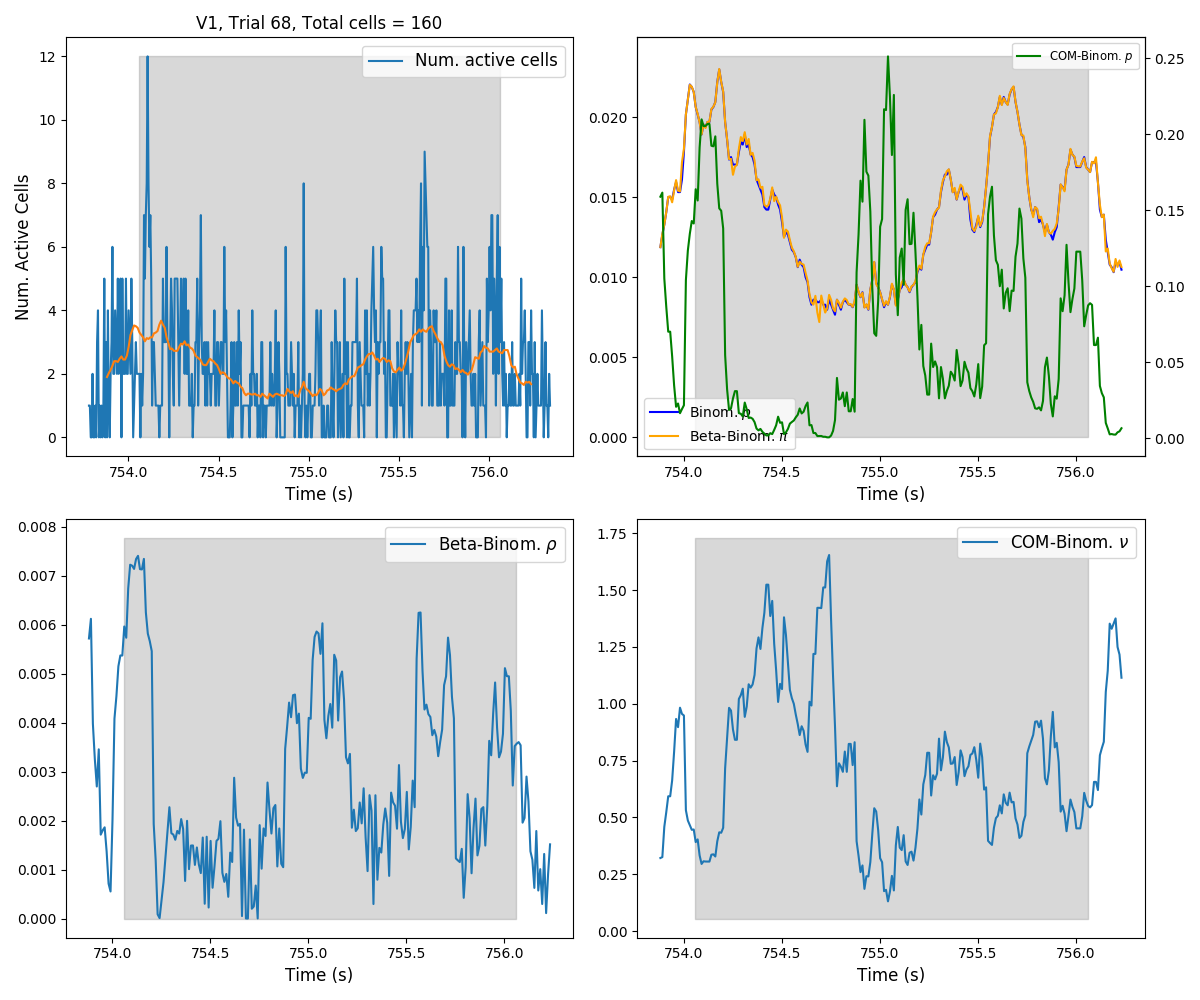 V1, Trial 68, Total cells = 160
Num. active cells
12
10
8
6
4
2
0
Num. Active Cells
754.0 754.5 755.0 755.5 756.0
Time (s)
COM-Binom. p
0.020
0.015
0.010
0.005
0.000
0.25
0.20
0.15
0.10
0.05
0.00
Binom. p
Beta-Binom. π
754.0 754.5 755.0 755.5 756.0
Time (s)
Beta-Binom. ρ
0.008
0.007
0.006
0.005
0.004
0.003
0.002
0.001
0.000
754.0 754.5 755.0 755.5 756.0
Time (s)
COM-Binom. ν
1.75
1.50
1.25
1.00
0.75
0.50
0.25
0.00
754.0 754.5 755.0 755.5 756.0
Time (s)